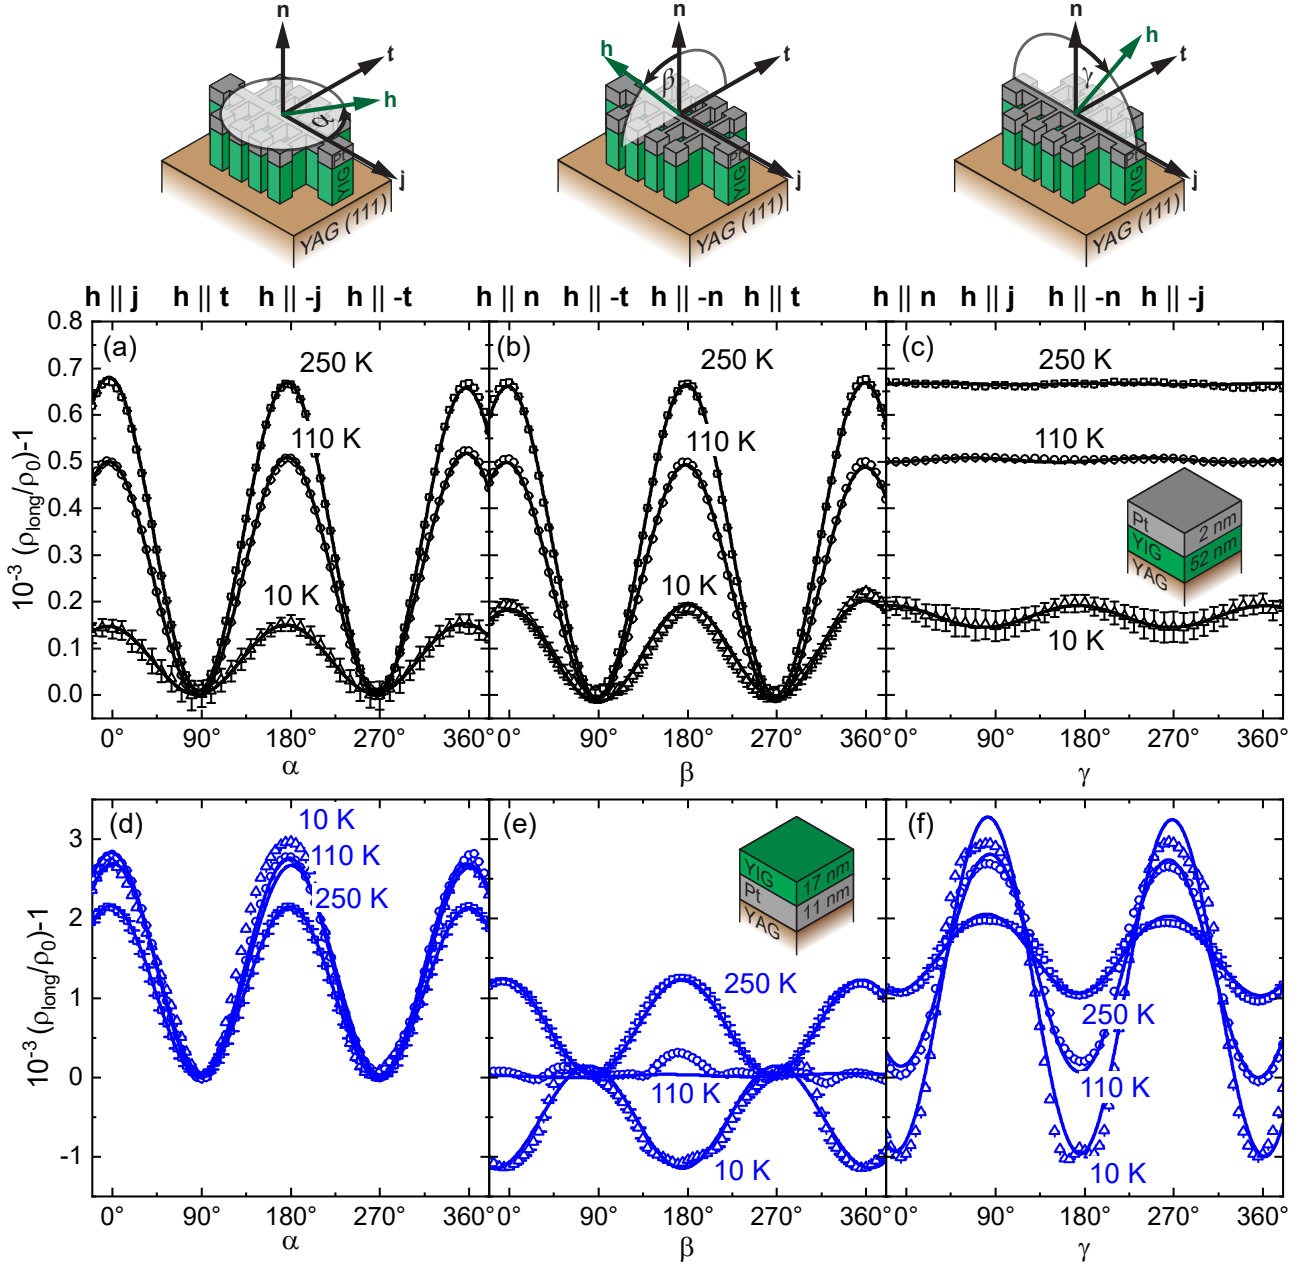 n n n
t t t
h h h
α β γ
j j j
YIG YIG YIG
YAG (111) YAG (111) YAG (111)
h || j h || t h || -j h || -t h || n h || -t h || -n h || t h || n h || j h || -n h || -j
10⁻³ (ρlong/ρ0)-1
0.8
0.7
0.6
0.5
0.4
0.3
0.2
0.1
0.0
(a)
250 K
110 K
10 K
0° 90° 180° 270° 360°
α
(b)
250 K
110 K
10 K
0° 90° 180° 270° 360°
β
(c)
250 K
110 K
Pt 2 nm
YIG 52 nm
YAG
10 K
0° 90° 180° 270° 360°
γ
10⁻³ (ρlong/ρ0)-1
3
2
1
0
-1
(d)
10 K
110 K
250 K
0° 90° 180° 270° 360°
α
(e)
YIG 17 nm
Pt 11 nm
YAG
250 K
110 K
10 K
0° 90° 180° 270° 360°
β
(f)
250 K
110 K
10 K
0° 90° 180° 270° 360°
γ